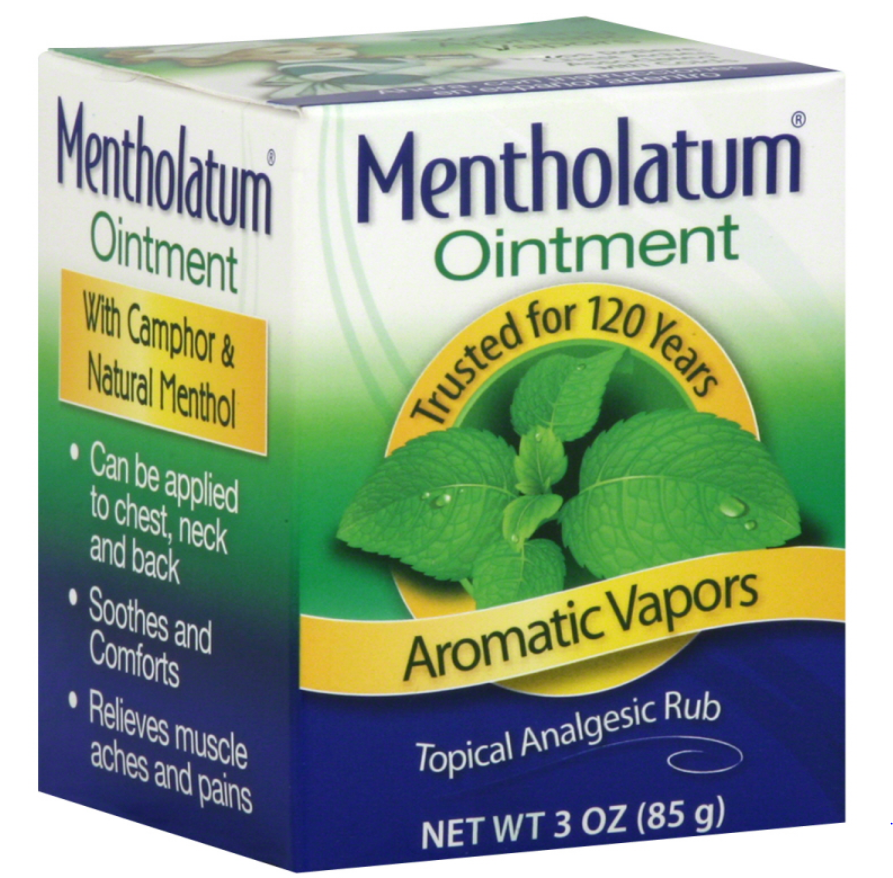 Mentholatum®
Ointment
With Camphor &
Natural Menthol
• Can be applied
to chest, neck
and back
• Soothes and
Comforts
• Relieves muscle
aches and pains
Mentholatum®
Ointment
Trusted for 120 Years
Aromatic Vapors
Topical Analgesic Rub
NET WT 3 OZ (85 g)